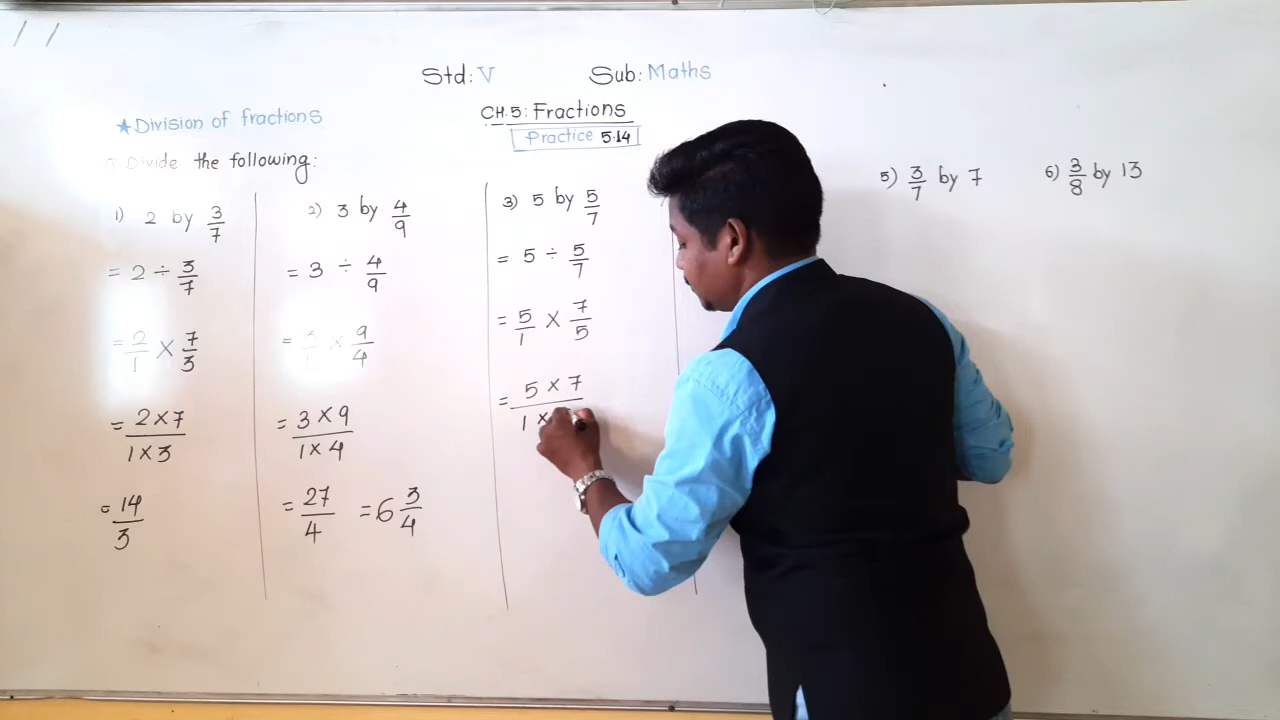 Std: V Sub: Maths
CH.5: Fractions
Practice 5.14
★Division of fractions
Divide the following:
1) 2 by 3/7
= 2 ÷ 3/7
= 2/1 × 7/3
= 2×7/1×3
= 14/3
2) 3 by 4/9
= 3 ÷ 4/9
= 3/1 × 9/4
= 3×9/1×4
= 27/4 = 6 3/4
3) 5 by 5/7
= 5 ÷ 5/7
= 5/1 × 7/5
= 5×7/1×
5) 3/7 by 7
6) 3/8 by 13